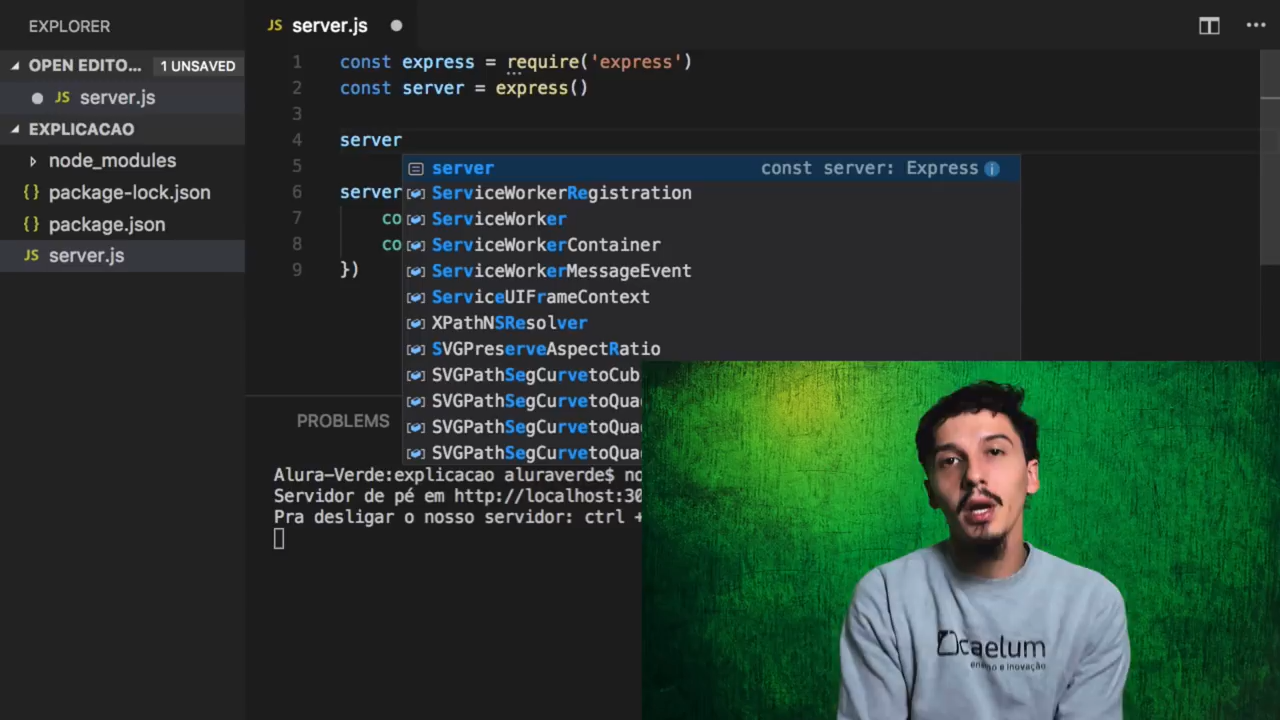 EXPLORER
JS server.js
OPEN EDITO... 1 UNSAVED
JS server.js
EXPLICACAO
node_modules
{} package-lock.json
{} package.json
JS server.js
1 const express = require('express')
2 const server = express()
3
4 server
5
6 server
7 co
8 co
9 })
server const server: Express
ServiceWorkerRegistration
ServiceWorker
ServiceWorkerContainer
ServiceWorkerMessageEvent
ServiceUIFrameContext
XPathNSResolver
SVGPreserveAspectRatio
SVGPathSegCurvetoCub
SVGPathSegCurvetoQua
SVGPathSegCurvetoQua
SVGPathSegCurvetoQua
PROBLEMS
Alura-Verde:explicacao aluraverde$ no
Servidor de pé em http://localhost:30
Pra desligar o nosso servidor: ctrl +
caelum
ensino e inovação